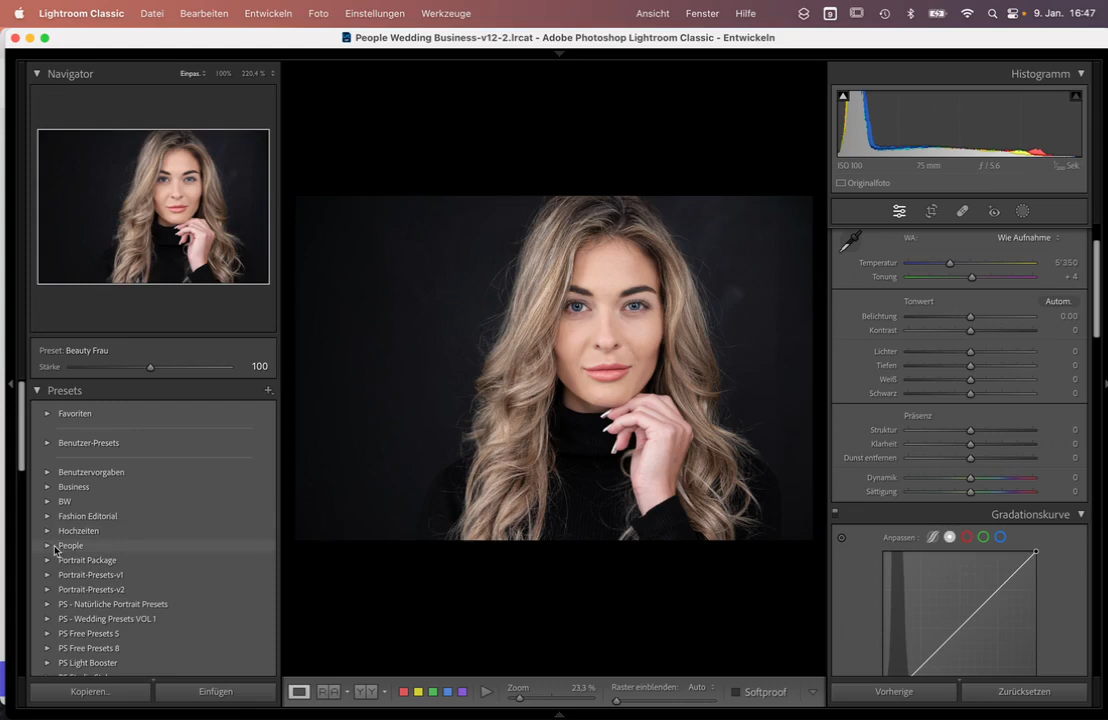 Lightroom Classic Datei Bearbeiten Entwickeln Foto Einstellungen Werkzeuge Ansicht Fenster Hilfe 9 9. Jan. 16:47
People Wedding Business-v12-2.lrcat - Adobe Photoshop Lightroom Classic - Entwickeln
Navigator Einpas. 100% 220,4 %
Preset: Beauty Frau
Stärke 100
Presets +
Favoriten
Benutzer-Presets
Benutzervorgaben
Business
BW
Fashion Editorial
Hochzeiten
People
Portrait Package
Portrait-Presets-v1
Portrait-Presets-v2
PS - Natürliche Portrait Presets
PS - Wedding Presets VOL 1
PS Free Presets 5
PS Free Presets 8
PS Light Booster
Kopieren... Einfügen
Zoom 23,3 % Raster einblenden: Auto Softproof
Histogramm
ISO 100 75 mm ƒ / 5.6 Sek
Originalfoto
WA: Wie Aufnahme
Temperatur 5'350
Tonung + 4
Tonwert Autom.
Belichtung 0.00
Kontrast 0
Lichter 0
Tiefen 0
Weiß 0
Schwarz 0
Präsenz
Struktur 0
Klarheit 0
Dunst entfernen 0
Dynamik 0
Sättigung 0
Gradationskurve
Anpassen :
Vorherige Zurücksetzen